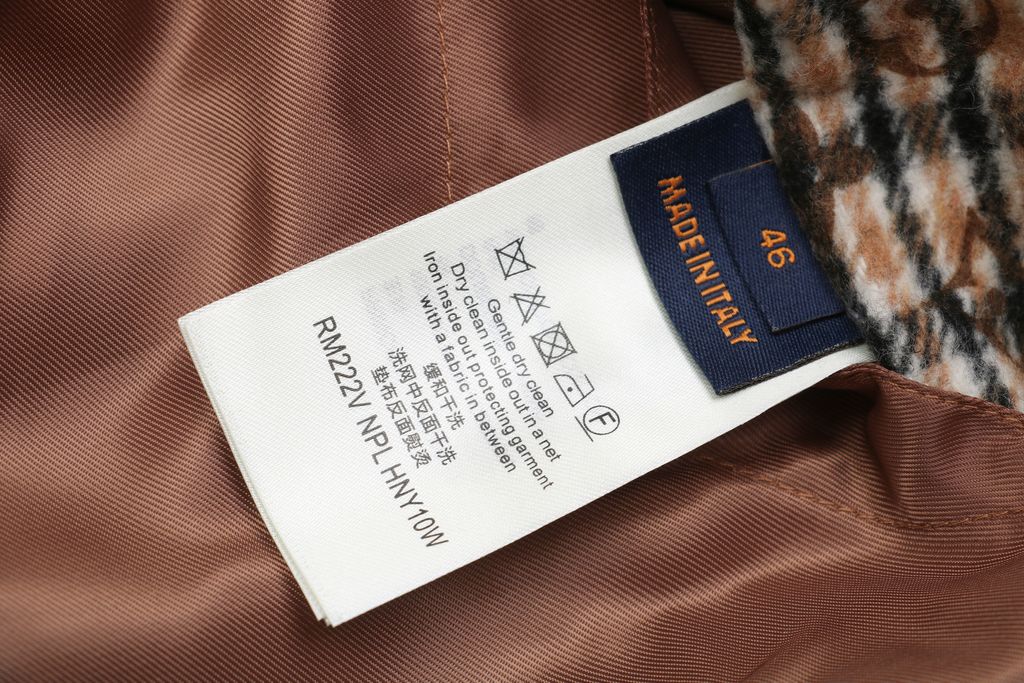 46
MADE IN ITALY
F
Gentle dry clean
Dry clean inside out in a net
Iron inside out protecting garment
with a fabric in between
缓和干洗
洗网中反面干洗
垫布反面熨烫
RM222V NPL HNY10W